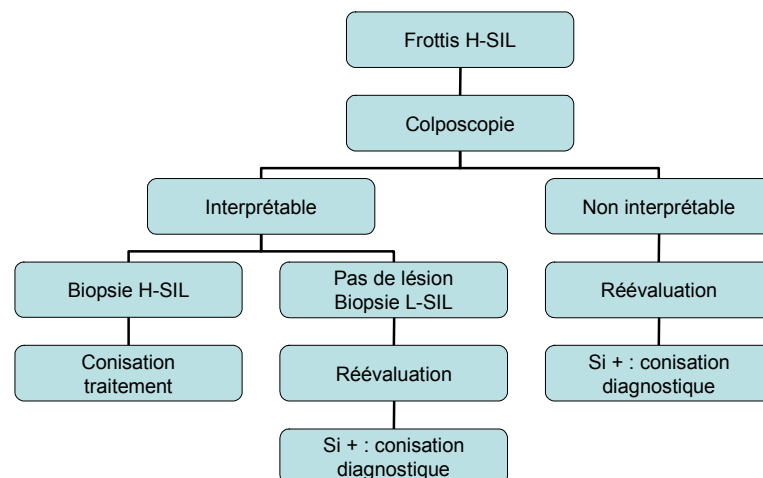 Frottis H-SIL
Colposcopie
Interprétable
Non interprétable
Biopsie H-SIL
Pas de lésion
Biopsie L-SIL
Réévaluation
Conisation
traitement
Réévaluation
Si + : conisation
diagnostique
Si + : conisation
diagnostique